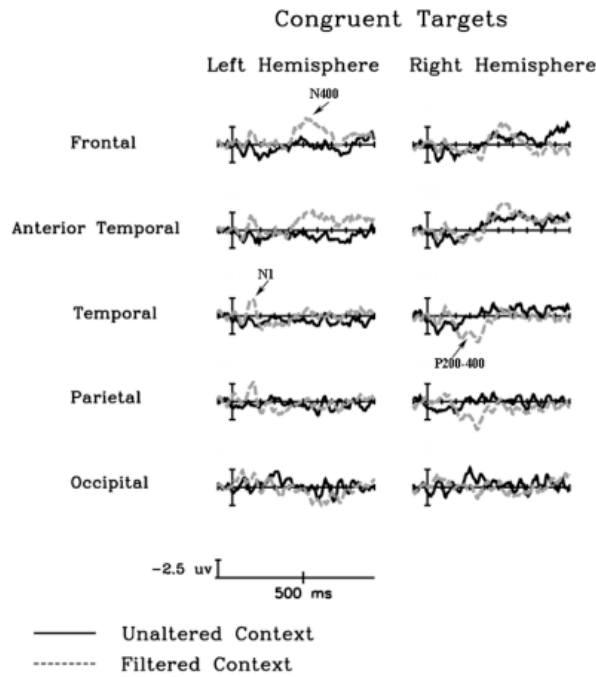 Congruent Targets
Left Hemisphere Right Hemisphere
N400
Frontal
Anterior Temporal
N1
Temporal
P200-400
Parietal
Occipital
-2.5 uv
500 ms
Unaltered Context
Filtered Context